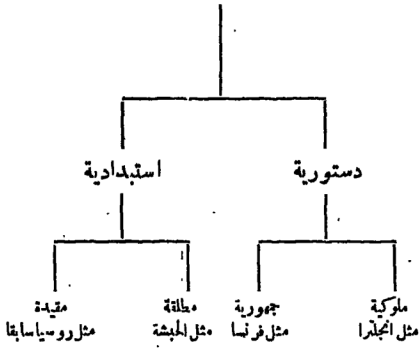 دستورية استبدادية
ملوكية جمهورية مطلقة مقيدة
مثل انجلترا مثل فرنسا مثل الحبشة مثل روسيا سابقا